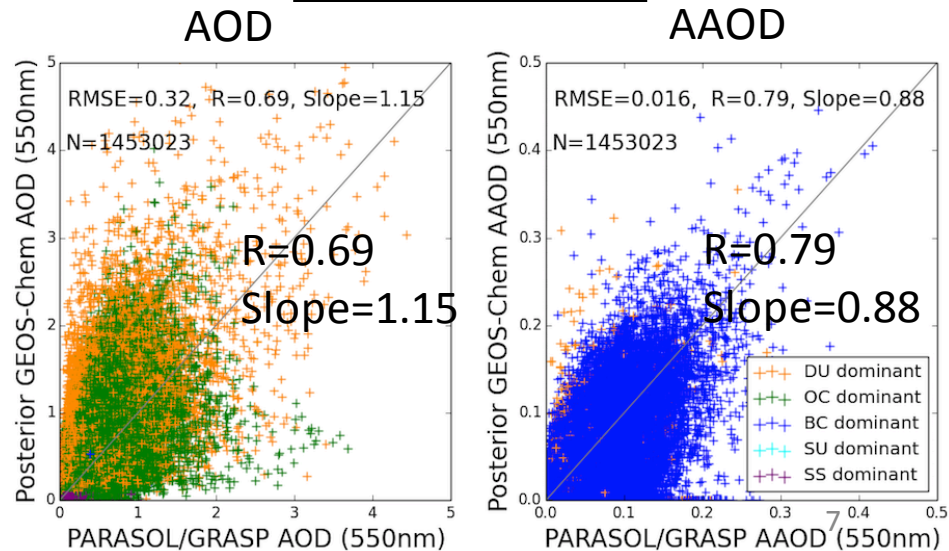 AOD
RMSE=0.32, R=0.69, Slope=1.15
N=1453023
R=0.69
Slope=1.15
Posterior GEOS-Chem AOD (550nm)
5
4
3
2
1
0
0 1 2 3 4 5
PARASOL/GRASP AOD (550nm)
AAOD
RMSE=0.016, R=0.79, Slope=0.88
N=1453023
R=0.79
Slope=0.88
Posterior GEOS-Chem AAOD (550nm)
0.5
0.4
0.3
0.2
0.1
0.0
DU dominant
OC dominant
BC dominant
SU dominant
SS dominant
0.0 0.1 0.2 0.3 0.4 0.5
PARASOL/GRASP AAOD (550nm)
7